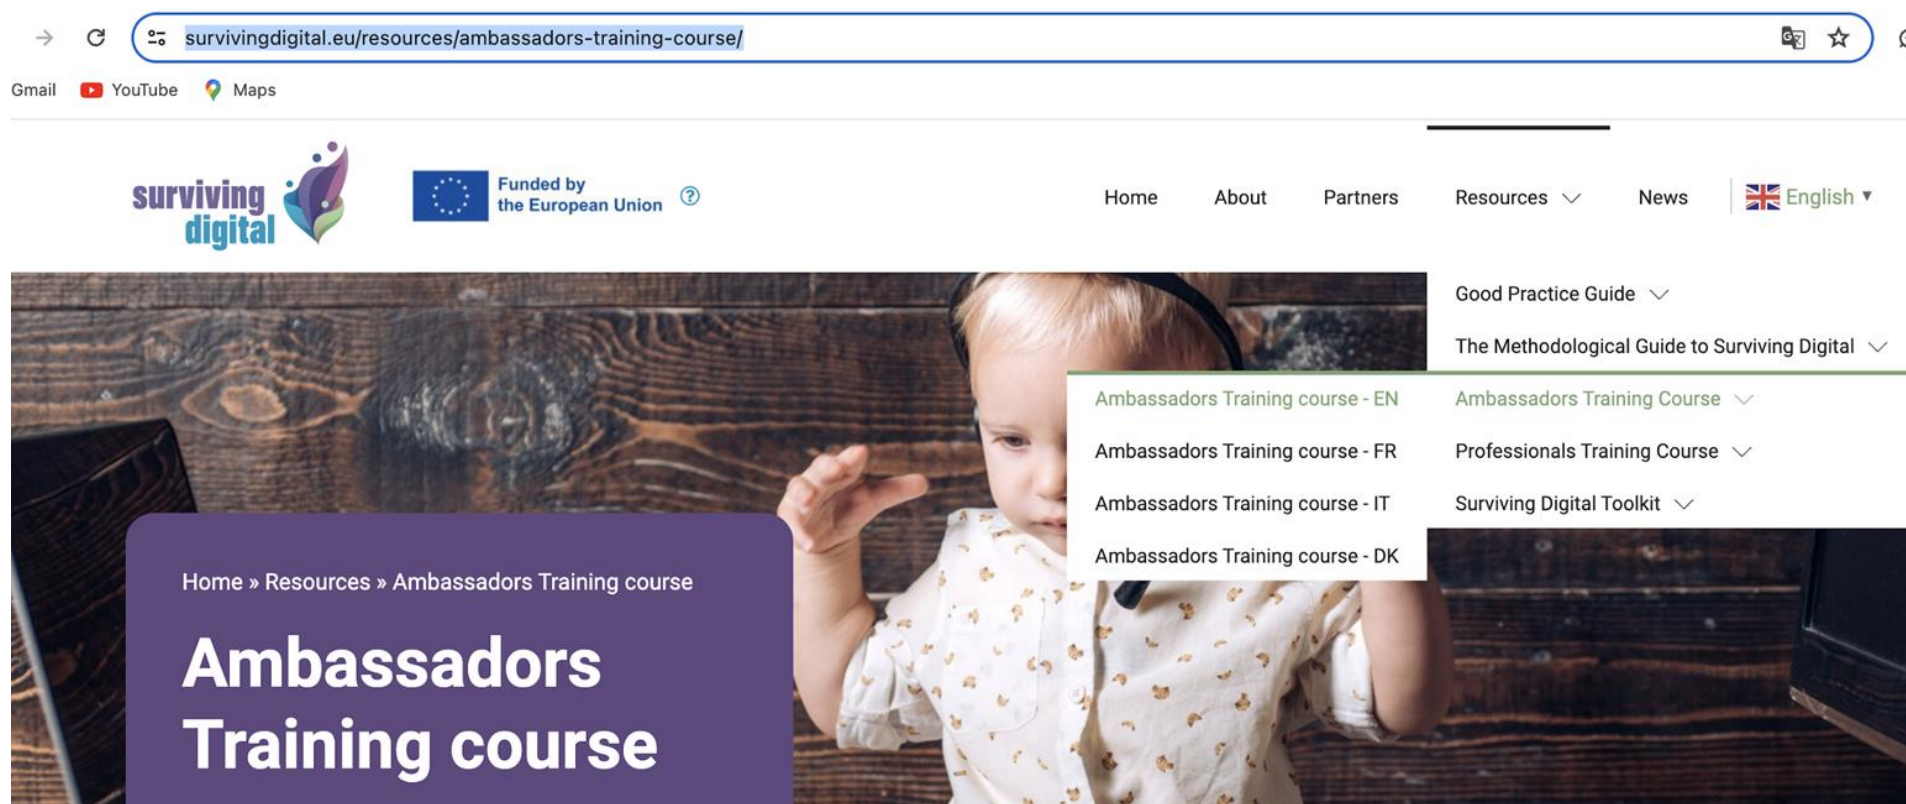 survivingdigital.eu/resources/ambassadors-training-course/
Gmail
YouTube
Maps
surviving
digital
Funded by
the European Union
?
Home
About
Partners
Resources
News
English
Good Practice Guide
The Methodological Guide to Surviving Digital
Ambassadors Training Course
Professionals Training Course
Surviving Digital Toolkit
Ambassadors Training course - EN
Ambassadors Training course - FR
Ambassadors Training course - IT
Ambassadors Training course - DK
Home » Resources » Ambassadors Training course
Ambassadors
Training course